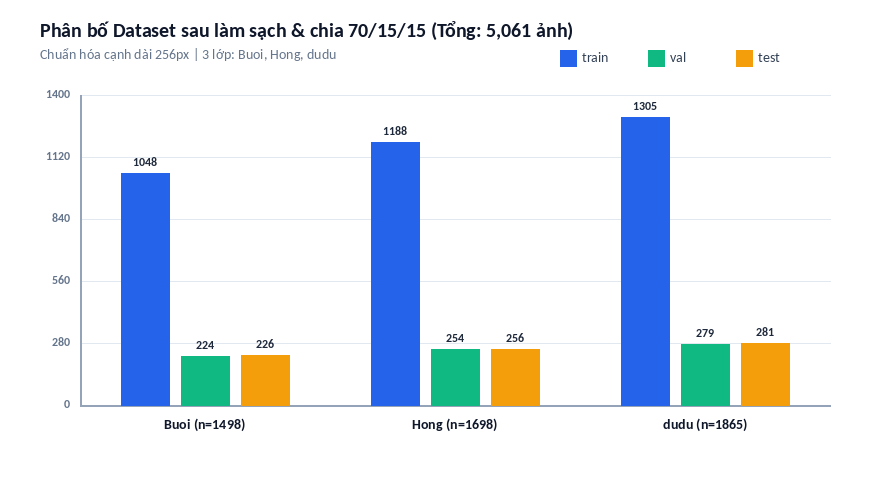 Phân bố Dataset sau làm sạch & chia 70/15/15 (Tổng: 5,061 ảnh)
Chuẩn hóa cạnh dài 256px | 3 lớp: Buoi, Hong, dudu
train val test
1400
1120
840
560
280
0
1048 224 226
1188 254 256
1305 279 281
Buoi (n=1498) Hong (n=1698) dudu (n=1865)